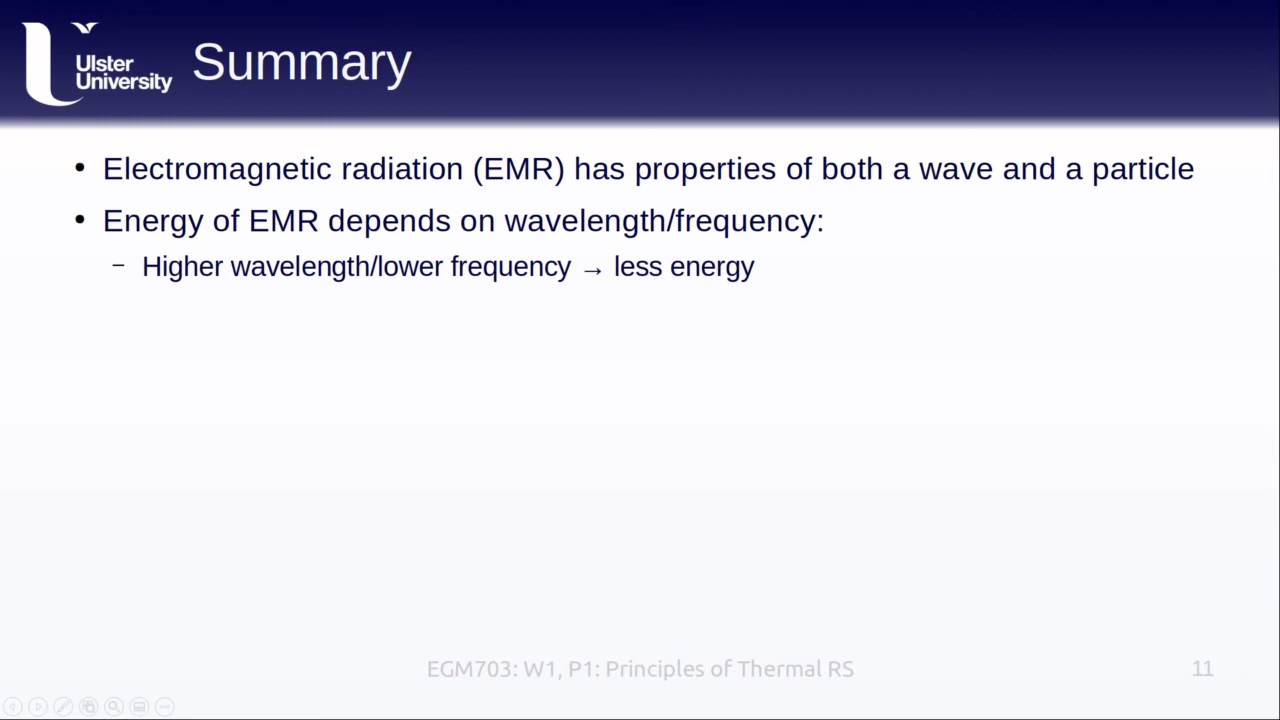 Ulster
University
Summary
• Electromagnetic radiation (EMR) has properties of both a wave and a particle
• Energy of EMR depends on wavelength/frequency:
– Higher wavelength/lower frequency → less energy
EGM703: W1, P1: Principles of Thermal RS
11